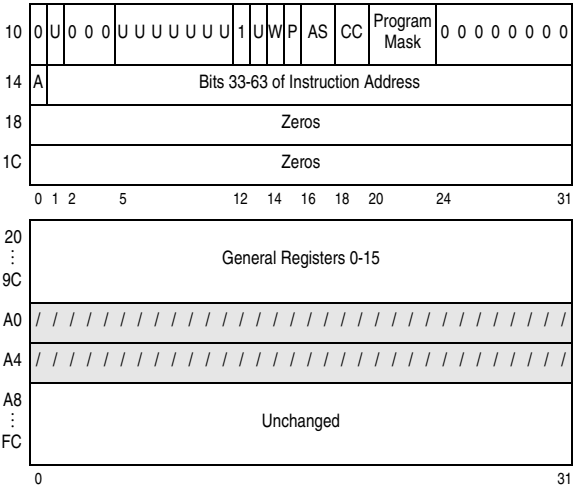 10 0 U 0 0 0 U U U U U U U 1 U W P AS CC Program Mask 0 0 0 0 0 0 0 0
14 A Bits 33-63 of Instruction Address
18 Zeros
1C Zeros
0 1 2 5 12 14 16 18 20 24 31
20
⋮ General Registers 0-15
9C
A0 / / / / / / / / / / / / / / / / / / / / / / / / / / / / / / / /
A4 / / / / / / / / / / / / / / / / / / / / / / / / / / / / / / / /
A8
⋮ Unchanged
FC
0 31